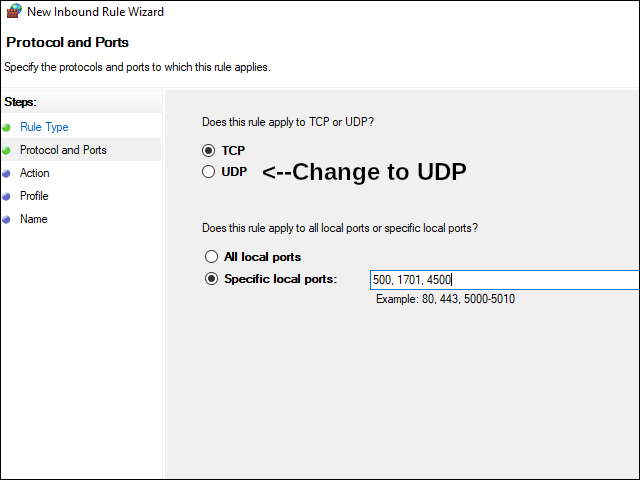 New Inbound Rule Wizard
Protocol and Ports
Specify the protocols and ports to which this rule applies.
Steps:
Rule Type
Protocol and Ports
Action
Profile
Name
Does this rule apply to TCP or UDP?
TCP
UDP <--Change to UDP
Does this rule apply to all local ports or specific local ports?
All local ports
Specific local ports: 500, 1701, 4500
Example: 80, 443, 5000-5010